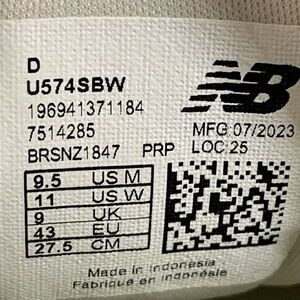 D
U574SBW
196941371184
7514285
BRSNZ1847 PRP
NB
MFG:07/2023
LOC:25
9.5 US M
11 US W
9 UK
43 EU
27.5 CM
Made in Indonesia
Fabriqué en Indonésie